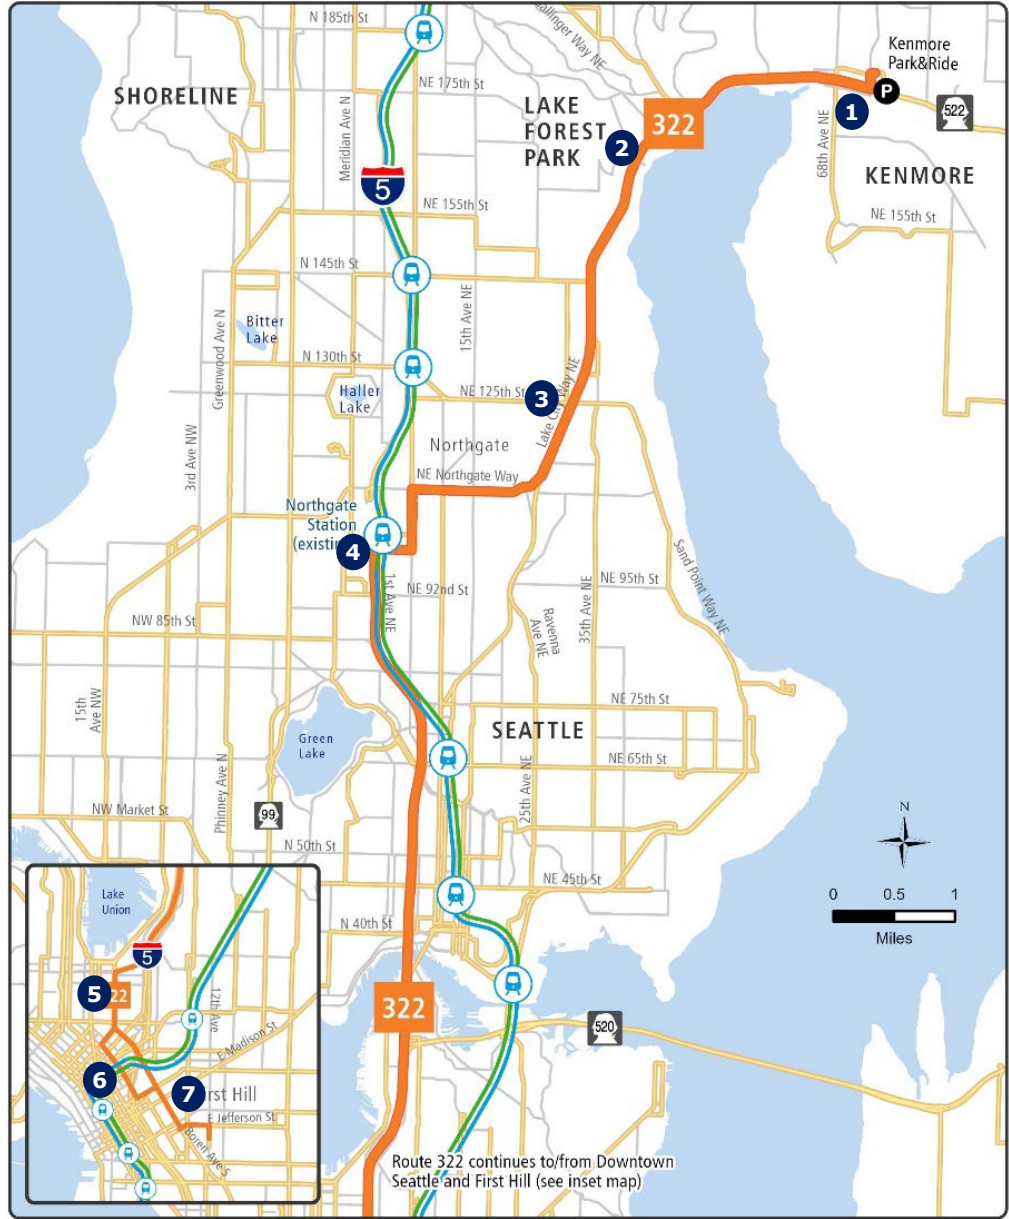 N 185th St
Ballinger Way NE
Kenmore
Park&Ride
P
NE 175th St
SHORELINE
LAKE
FOREST
PARK
322
1
522
2
Meridian Ave N
5
68th Ave NE
KENMORE
NE 155th St
NE 155th St
N 145th St
15th Ave NE
Bitter
Lake
Greenwood Ave N
N 130th St
Haller
Lake
NE 125th St
3
Lake City Way NE
3rd Ave NW
Northgate
NE Northgate Way
Northgate
Station
4
1st Ave NE
NE 92nd St
NE 95th St
Sand Point Way NE
35th Ave NE
Ravenna
Ave NE
NW 85th St
15th
Ave NW
NE 75th St
SEATTLE
Green
Lake
NE 65th St
Phinney Ave N
25th Ave NE
NW Market St
99
N
N 50th St
NE 45th St
0 0.5 1
Miles
N 40th St
Lake
Union
5
5
22
12th Ave
322
520
E Madison St
6
7
rst Hill
E Jefferson St
Boren Ave S
Route 322 continues to/from Downtown
Seattle and First Hill (see inset map)